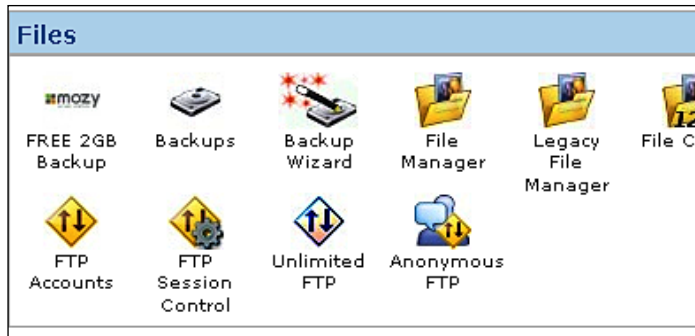 Files
mozy
FREE 2GB
Backup
Backups
Backup
Wizard
File
Manager
Legacy
File
Manager
File C
12
FTP
Accounts
FTP
Session
Control
Unlimited
FTP
Anonymous
FTP